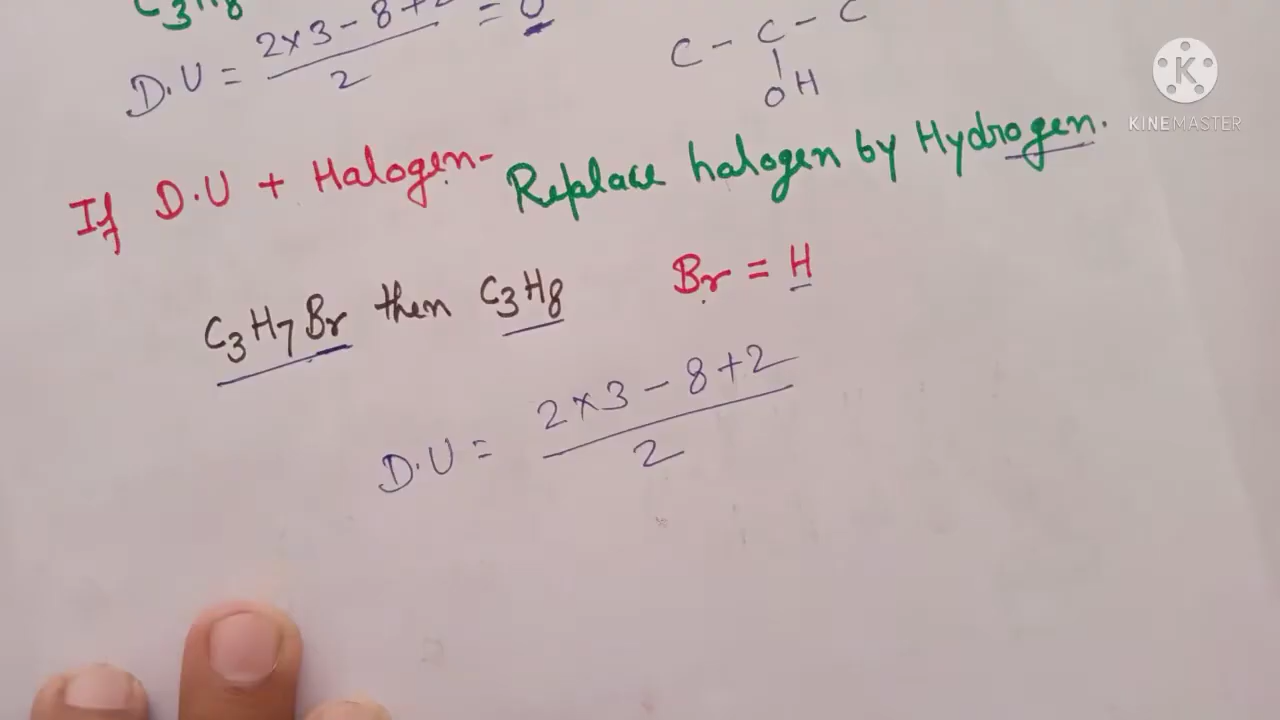 C3H8
D.U = 2×3-8+2 / 2 = 0
C - C - C
OH
KINEMASTER
If D.U + Halogen- Replace halogen by Hydrogen.
C3H7Br then C3H8 Br = H
D.U = 2×3-8+2 / 2